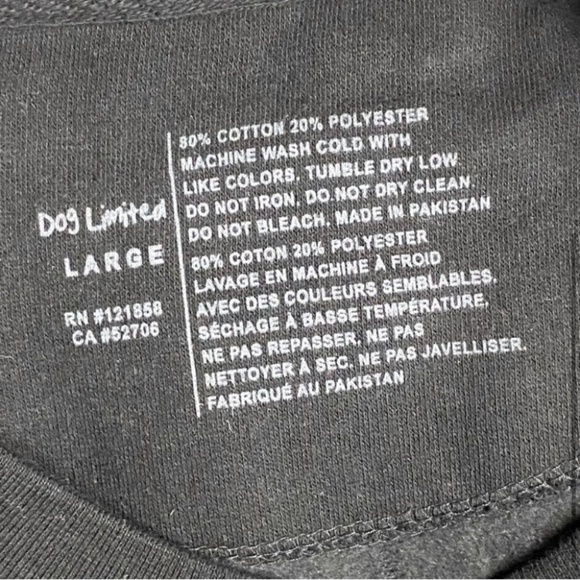 Dog Limited
LARGE
RN #121858
CA #52706
80% COTTON 20% POLYESTER
MACHINE WASH COLD WITH
LIKE COLORS. TUMBLE DRY LOW.
DO NOT IRON. DO NOT DRY CLEAN.
DO NOT BLEACH. MADE IN PAKISTAN
80% COTON 20% POLYESTER
LAVAGE EN MACHINE À FROID
AVEC DES COULEURS SEMBLABLES.
SÉCHAGE À BASSE TEMPÉRATURE.
NE PAS REPASSER. NE PAS
NETTOYER À SEC. NE PAS JAVELLISER.
FABRIQUÉ AU PAKISTAN